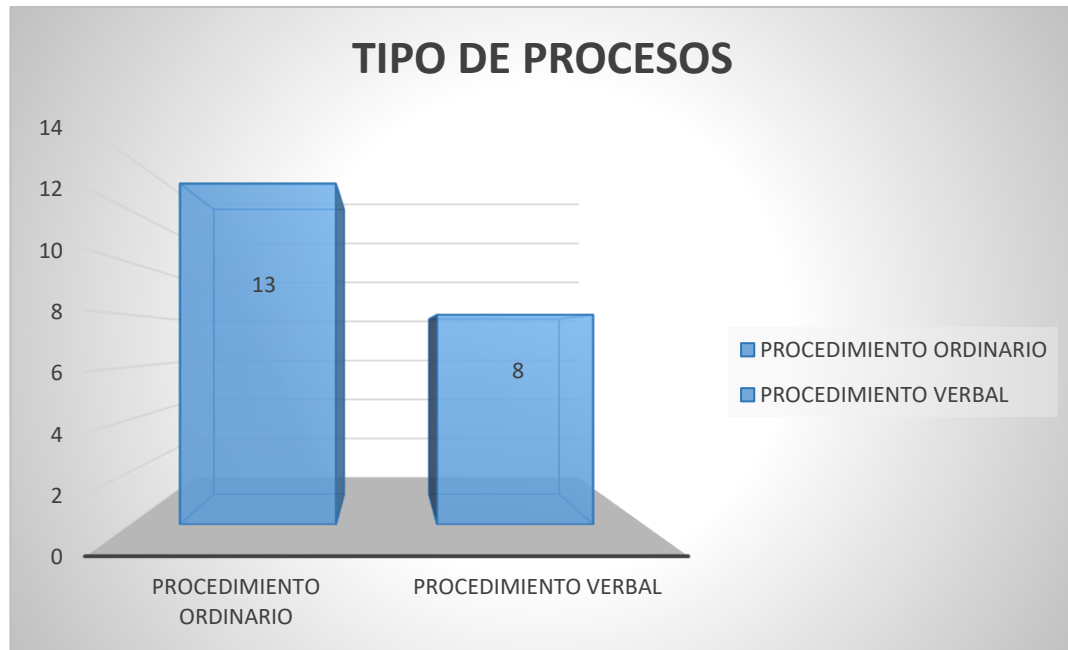 TIPO DE PROCESOS
14
12
10
8
6
4
2
0
13
8
PROCEDIMIENTO
ORDINARIO
PROCEDIMIENTO VERBAL
PROCEDIMIENTO ORDINARIO
PROCEDIMIENTO VERBAL